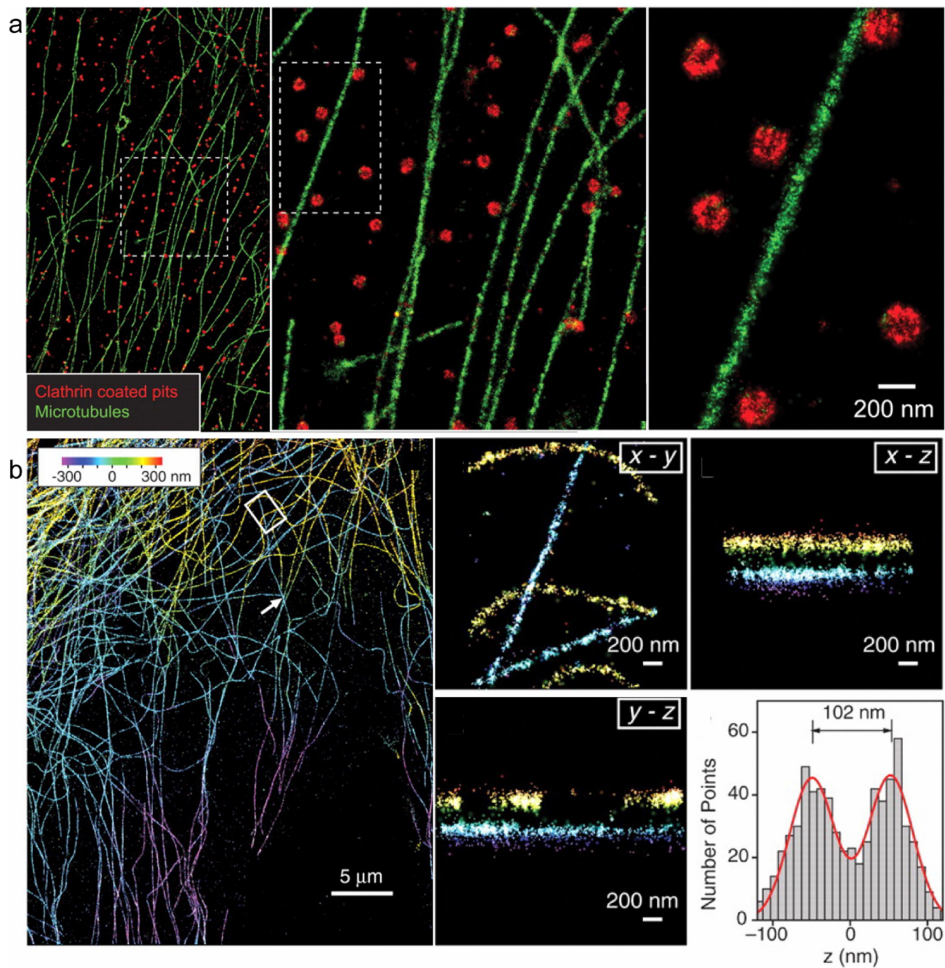 a
Clathrin coated pits
Microtubules
200 nm
b
-300 0 300 nm
5 μm
x - y
200 nm
x - z
200 nm
y - z
200 nm
102 nm
60
40
20
0
Number of Points
−100 0 100
z (nm)